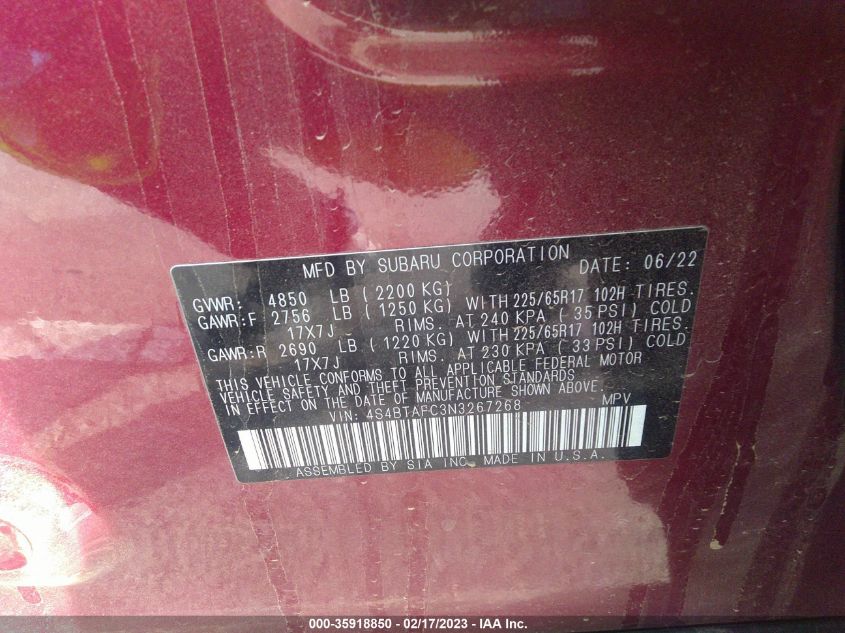 MFD BY SUBARU CORPORATION DATE: 06/22
GVWR: 4850 LB (2200 KG)
GAWR:F 2756 LB (1250 KG) WITH 225/65R17 102H TIRES.
17X7J RIMS. AT 240 KPA (35 PSI) COLD
GAWR:R 2690 LB (1220 KG) WITH 225/65R17 102H TIRES.
17X7J RIMS. AT 230 KPA (33 PSI) COLD
THIS VEHICLE CONFORMS TO ALL APPLICABLE FEDERAL MOTOR
VEHICLE SAFETY AND THEFT PREVENTION STANDARDS
IN EFFECT ON THE DATE OF MANUFACTURE SHOWN ABOVE.
VIN: 4S4BTAFC3N3267268 MPV
ASSEMBLED BY SIA INC. MADE IN U.S.A.
000-35918850 - 02/17/2023 - IAA Inc.